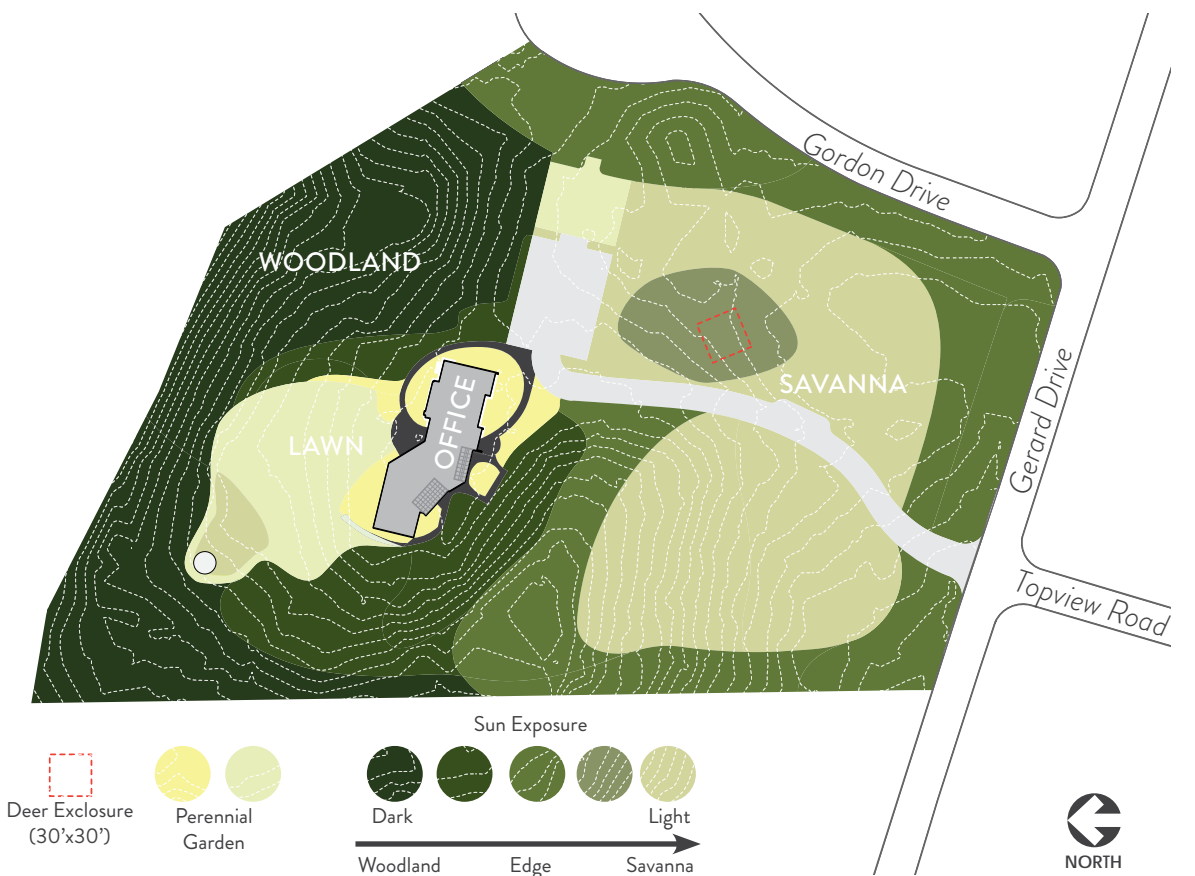 Gordon Drive
WOODLAND
SAVANNA
OFFICE
LAWN
Gerard Drive
Topview Road
Sun Exposure
Deer Exclosure
(30'x30')
Perennial
Garden
Dark
Light
Woodland
Edge
Savanna
NORTH